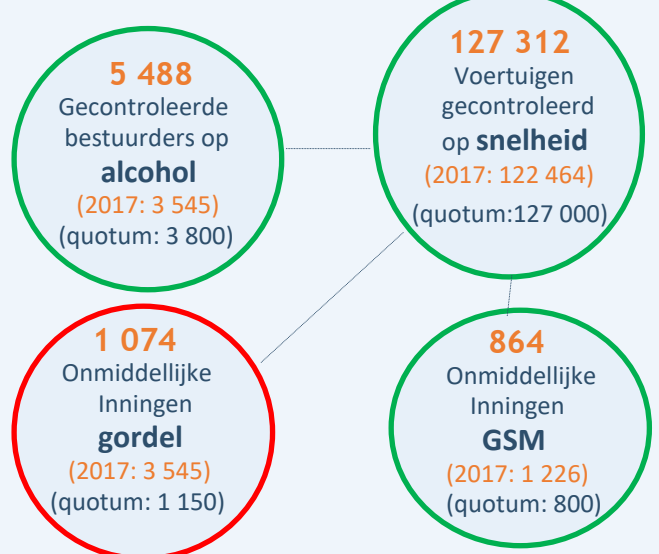 5 488
Gecontroleerde
bestuurders op
alcohol
(2017: 3 545)
(quotum: 3 800)
127 312
Voertuigen
gecontroleerd
op snelheid
(2017: 122 464)
(quotum:127 000)
1 074
Onmiddellijke
Inningen
gordel
(2017: 3 545)
(quotum: 1 150)
864
Onmiddellijke
Inningen
GSM
(2017: 1 226)
(quotum: 800)